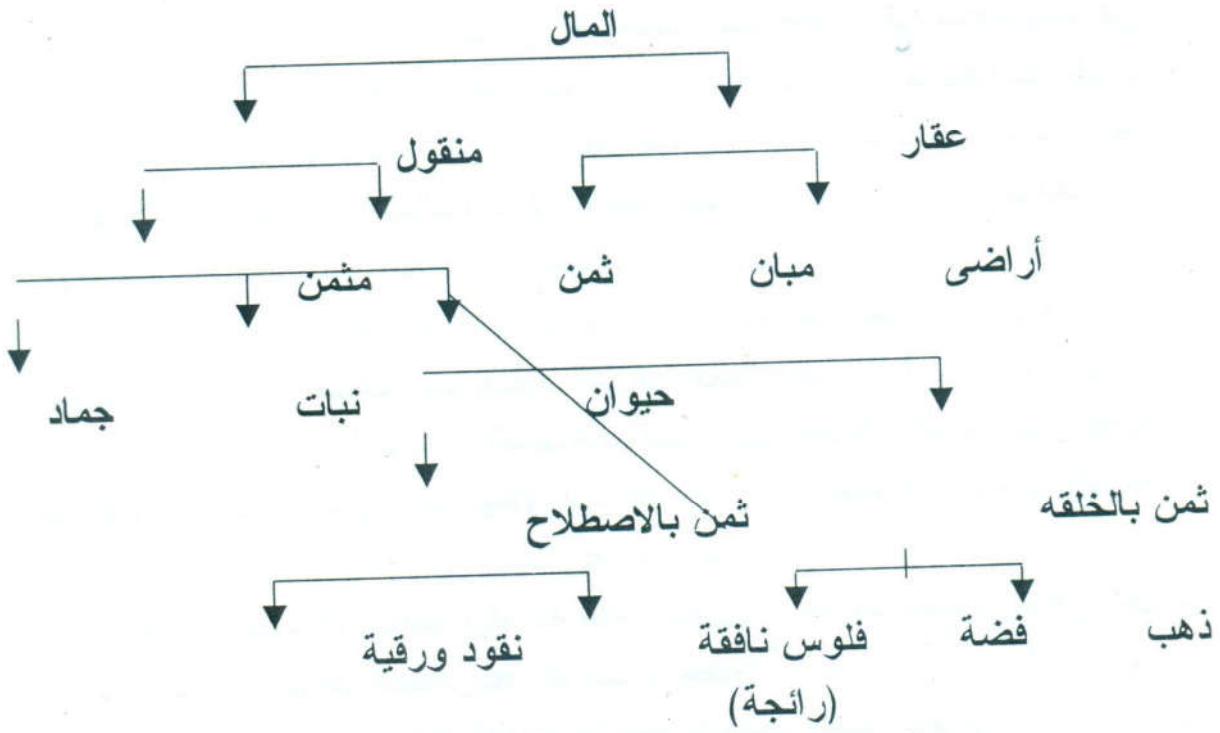 المال
عقار منقول
أراضى مبان ثمن مثمن
حيوان نبات جماد
ثمن بالخلقه ثمن بالاصطلاح
ذهب فضة فلوس نافقة نقود ورقية
(رائجة)